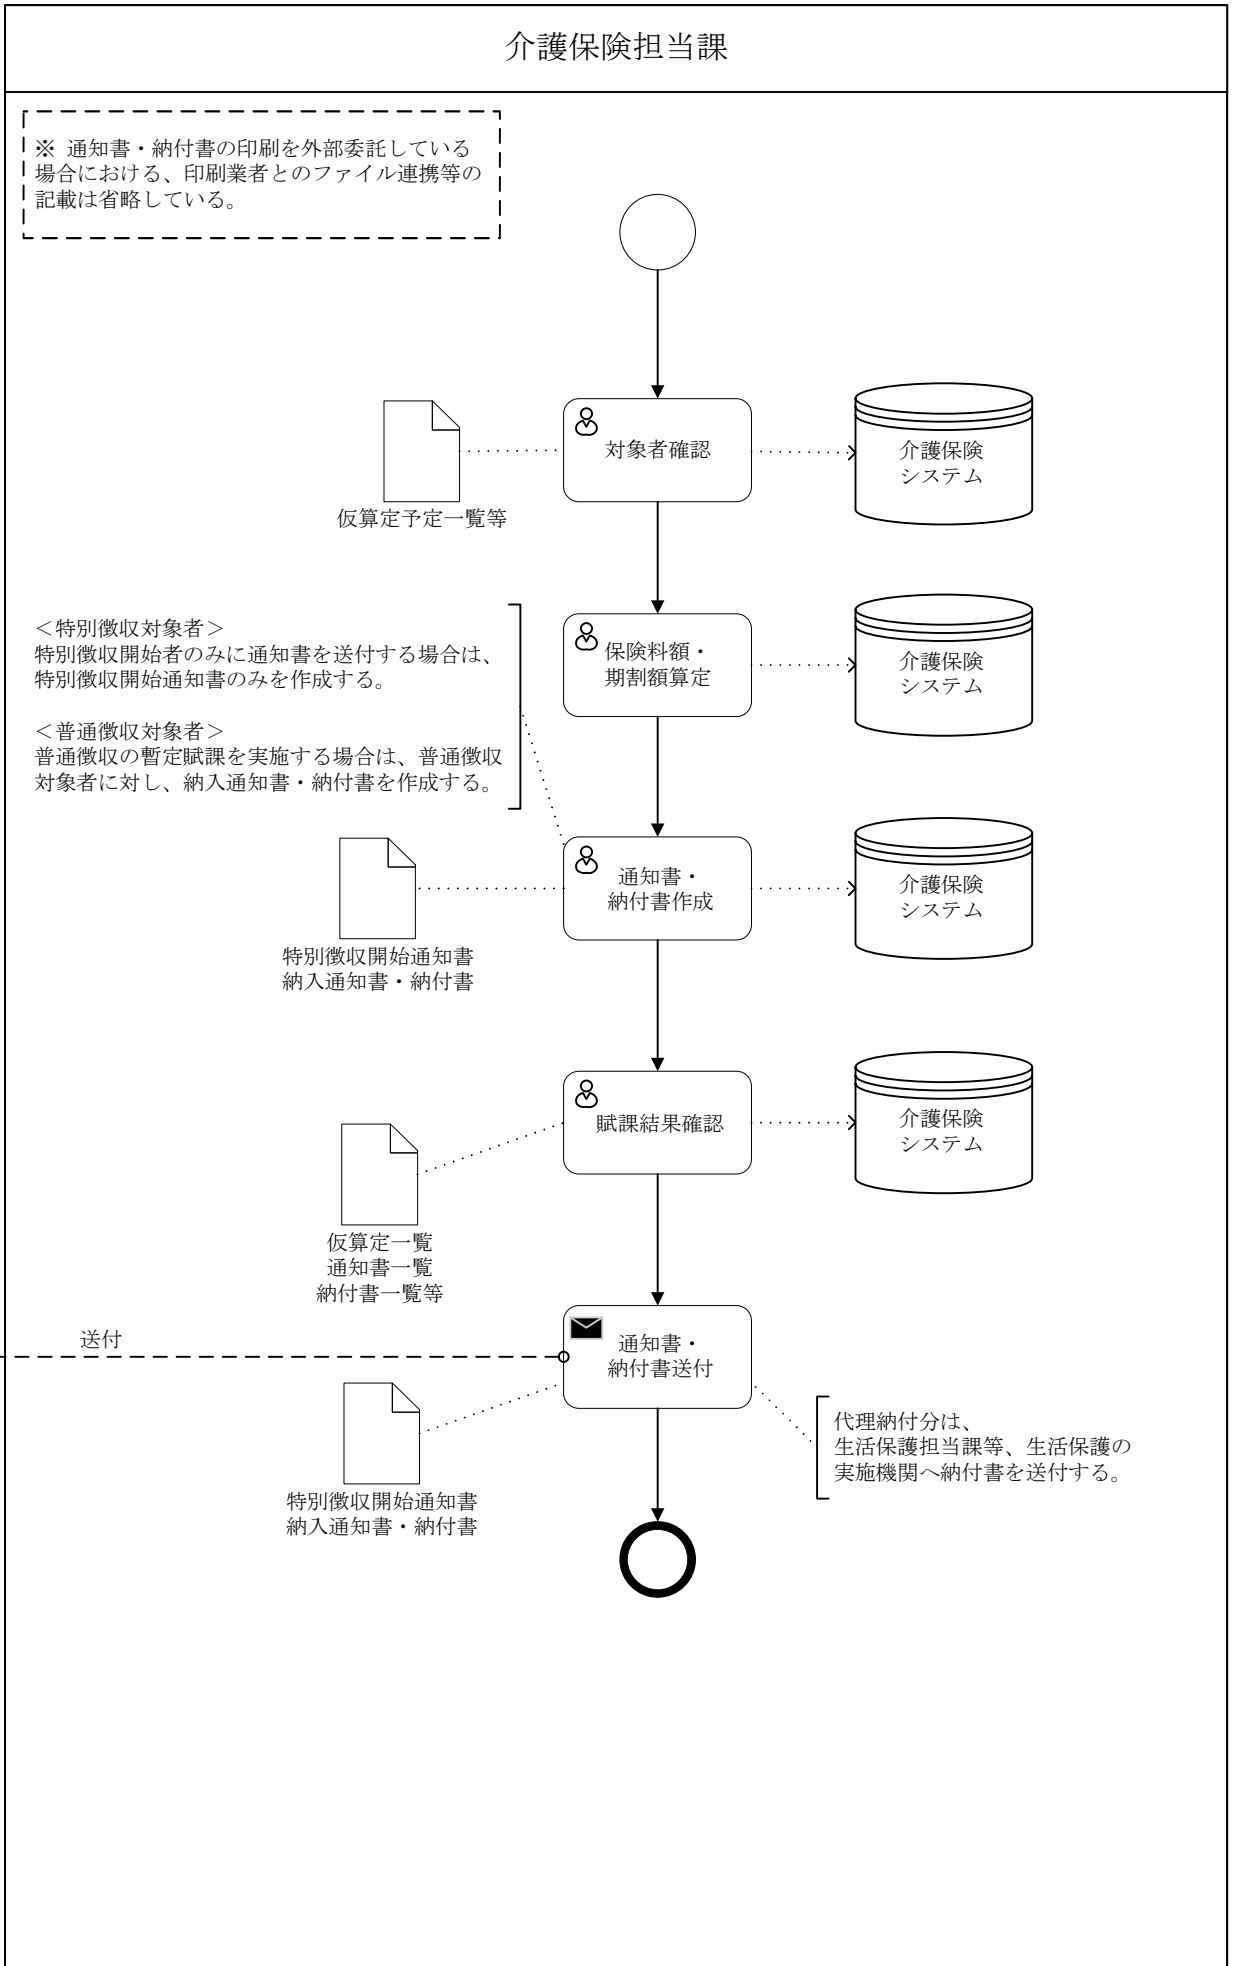 介護保険担当課
※ 通知書・納付書の印刷を外部委託している
場合における、印刷業者とのファイル連携等の
記載は省略している。
対象者確認
介護保険
システム
仮算定予定一覧等
＜特別徴収対象者＞
特別徴収開始者のみに通知書を送付する場合は、
特別徴収開始通知書のみを作成する。
＜普通徴収対象者＞
普通徴収の暫定賦課を実施する場合は、普通徴収
対象者に対し、納入通知書・納付書を作成する。
保険料額・
期割額算定
介護保険
システム
通知書・
納付書作成
介護保険
システム
特別徴収開始通知書
納入通知書・納付書
賦課結果確認
介護保険
システム
仮算定一覧
通知書一覧
納付書一覧等
送付
通知書・
納付書送付
代理納付分は、
生活保護担当課等、生活保護の
実施機関へ納付書を送付する。
特別徴収開始通知書
納入通知書・納付書